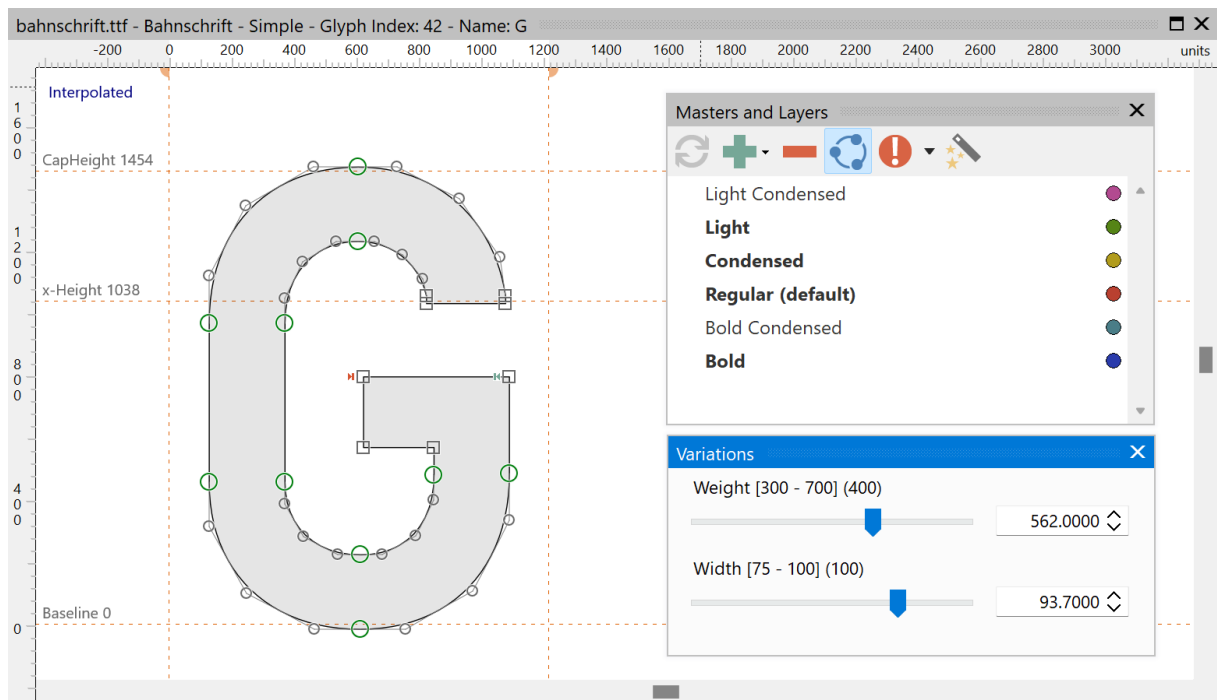 bahnschrift.ttf - Bahnschrift - Simple - Glyph Index: 42 - Name: G
-200 0 200 400 600 800 1000 1200 1400 1600 1800 2000 2200 2400 2600 2800 3000 units
Interpolated
1600
CapHeight 1454
1200
x-Height 1038
800
400
Baseline 0
0
Masters and Layers
Light Condensed
Light
Condensed
Regular (default)
Bold Condensed
Bold
Variations
Weight [300 - 700] (400)
562.0000
Width [75 - 100] (100)
93.7000